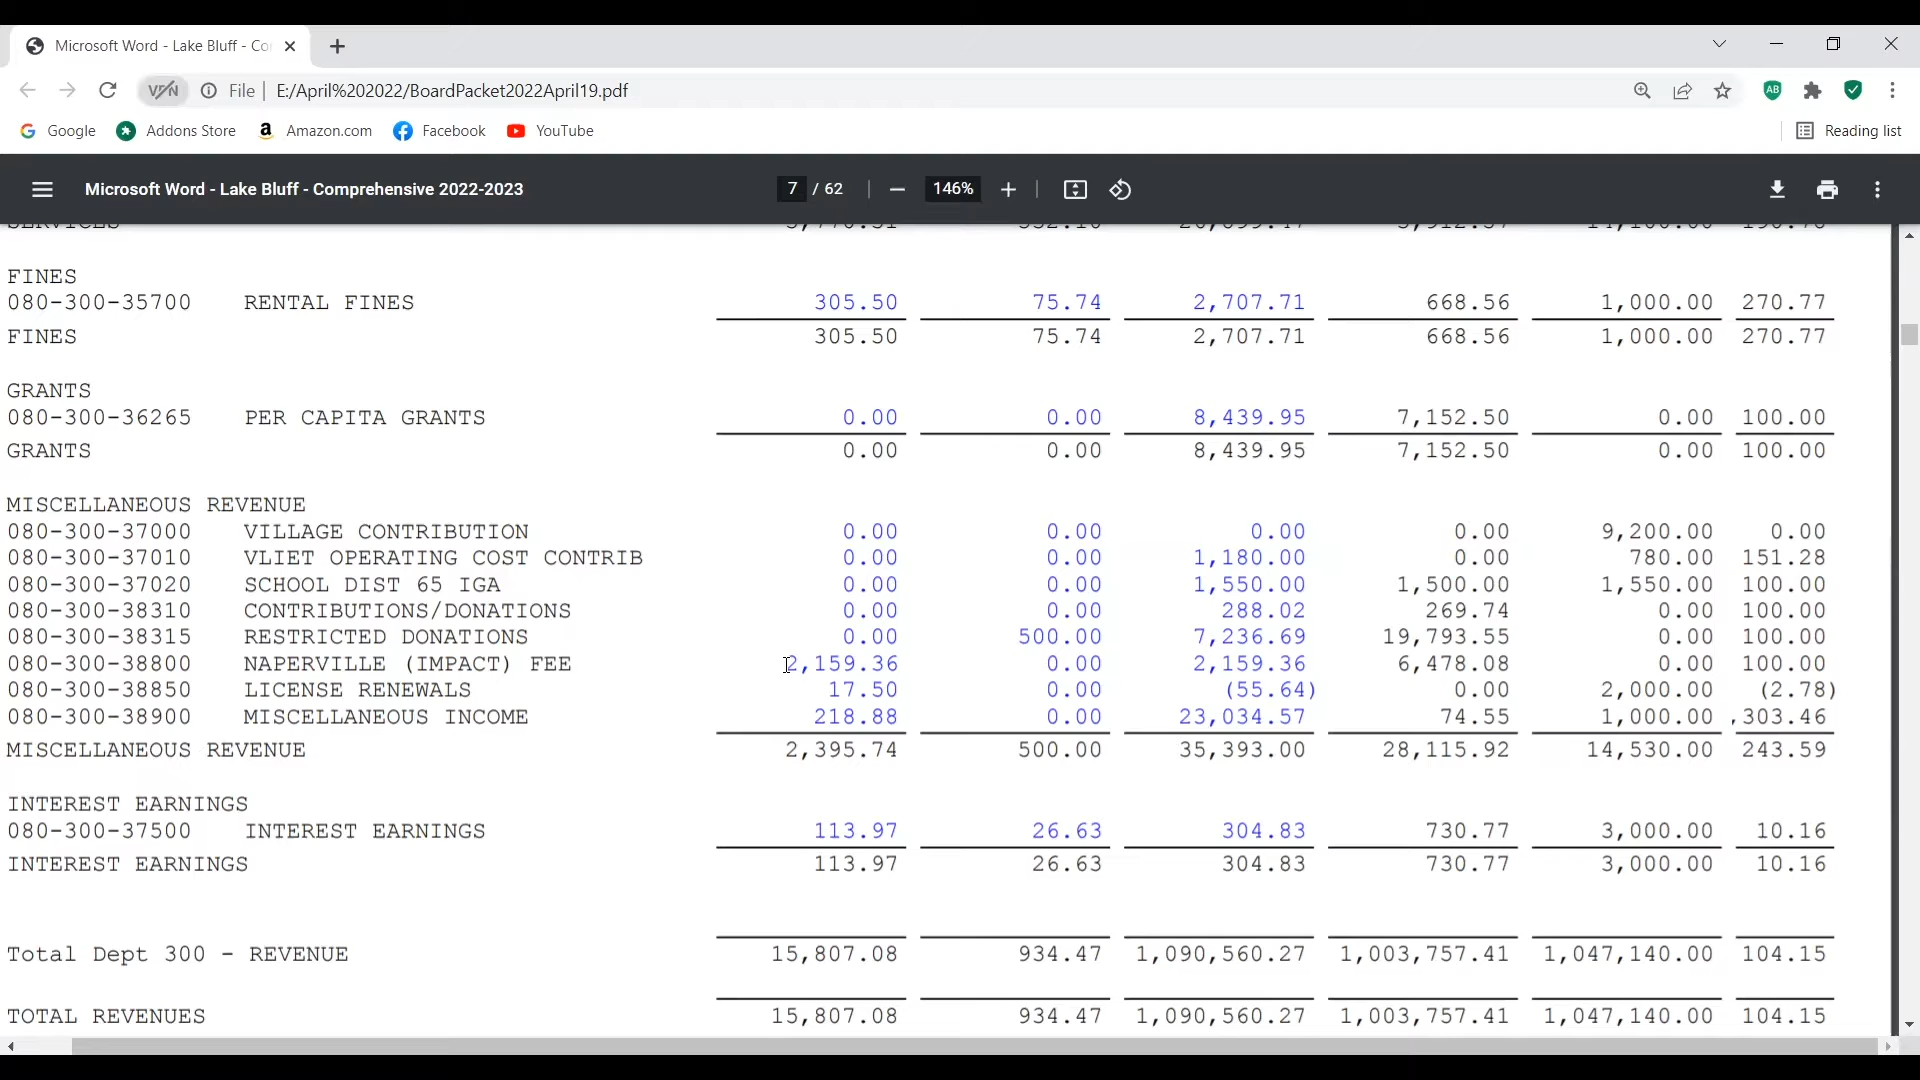 Microsoft Word - Lake Bluff - Co
VPN File E:/April%202022/BoardPacket2022April19.pdf AB
Google Addons Store a Amazon.com Facebook YouTube Reading list
Microsoft Word - Lake Bluff - Comprehensive 2022-2023 7 / 62 146%
SERVICES
FINES
080-300-35700 RENTAL FINES 305.50 75.74 2,707.71 668.56 1,000.00 270.77
FINES 305.50 75.74 2,707.71 668.56 1,000.00 270.77
GRANTS
080-300-36265 PER CAPITA GRANTS 0.00 0.00 8,439.95 7,152.50 0.00 100.00
GRANTS 0.00 0.00 8,439.95 7,152.50 0.00 100.00
MISCELLANEOUS REVENUE
080-300-37000 VILLAGE CONTRIBUTION 0.00 0.00 0.00 0.00 9,200.00 0.00
080-300-37010 VLIET OPERATING COST CONTRIB 0.00 0.00 1,180.00 0.00 780.00 151.28
080-300-37020 SCHOOL DIST 65 IGA 0.00 0.00 1,550.00 1,500.00 1,550.00 100.00
080-300-38310 CONTRIBUTIONS/DONATIONS 0.00 0.00 288.02 269.74 0.00 100.00
080-300-38315 RESTRICTED DONATIONS 0.00 500.00 7,236.69 19,793.55 0.00 100.00
080-300-38800 NAPERVILLE (IMPACT) FEE 2,159.36 0.00 2,159.36 6,478.08 0.00 100.00
080-300-38850 LICENSE RENEWALS 17.50 0.00 (55.64) 0.00 2,000.00 (2.78)
080-300-38900 MISCELLANEOUS INCOME 218.88 0.00 23,034.57 74.55 1,000.00 ,303.46
MISCELLANEOUS REVENUE 2,395.74 500.00 35,393.00 28,115.92 14,530.00 243.59
INTEREST EARNINGS
080-300-37500 INTEREST EARNINGS 113.97 26.63 304.83 730.77 3,000.00 10.16
INTEREST EARNINGS 113.97 26.63 304.83 730.77 3,000.00 10.16
Total Dept 300 - REVENUE 15,807.08 934.47 1,090,560.27 1,003,757.41 1,047,140.00 104.15
TOTAL REVENUES 15,807.08 934.47 1,090,560.27 1,003,757.41 1,047,140.00 104.15